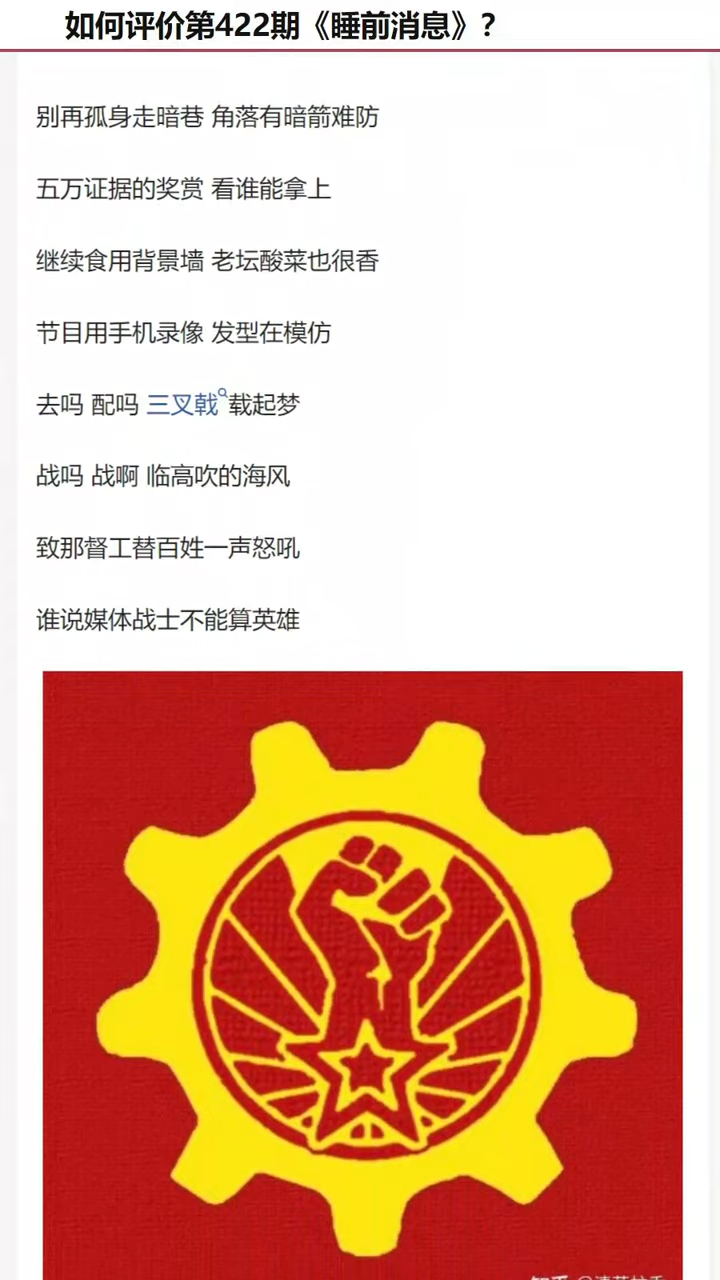 如何评价第422期《睡前消息》?
别再孤身走暗巷 角落有暗箭难防
五万证据的奖赏 看谁能拿上
继续食用背景墙 老坛酸菜也很香
节目用手机录像 发型在模仿
去吗 配吗 三叉戟载起梦
战吗 战啊 临高吹的海风
致那督工替百姓一声怒吼
谁说媒体战士不能算英雄